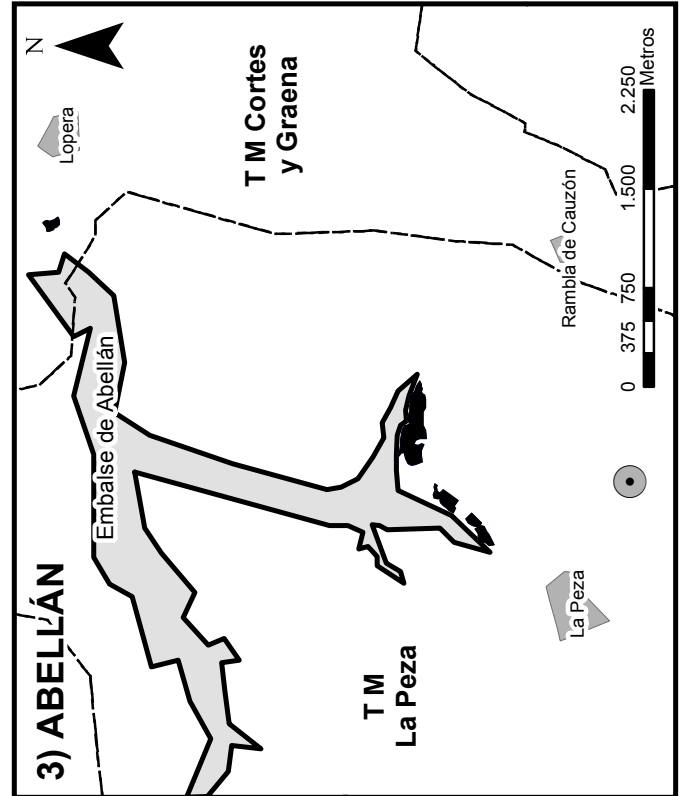 3) ABELLÁN
N
Lopera
T M Cortes
y Graena
Embalse de Abellán
Rambla de Cauzón
T M
La Peza
La Peza
0 375 750 1.500 2.250
Metros